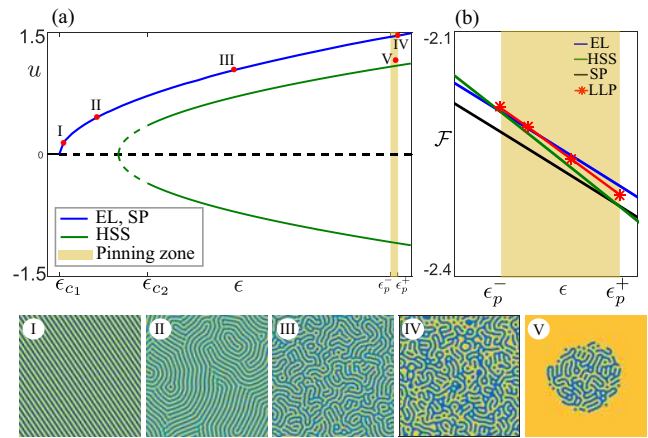 (a)
(b)
1.5
u
0
-1.5
I
II
III
IV
V
EL, SP
HSS
Pinning zone
ϵc1
ϵc2
ϵ
ϵp−
ϵp+
-2.1
ℱ
-2.4
EL
HSS
SP
LLP
ϵp−
ϵ
ϵp+
I
II
III
IV
V